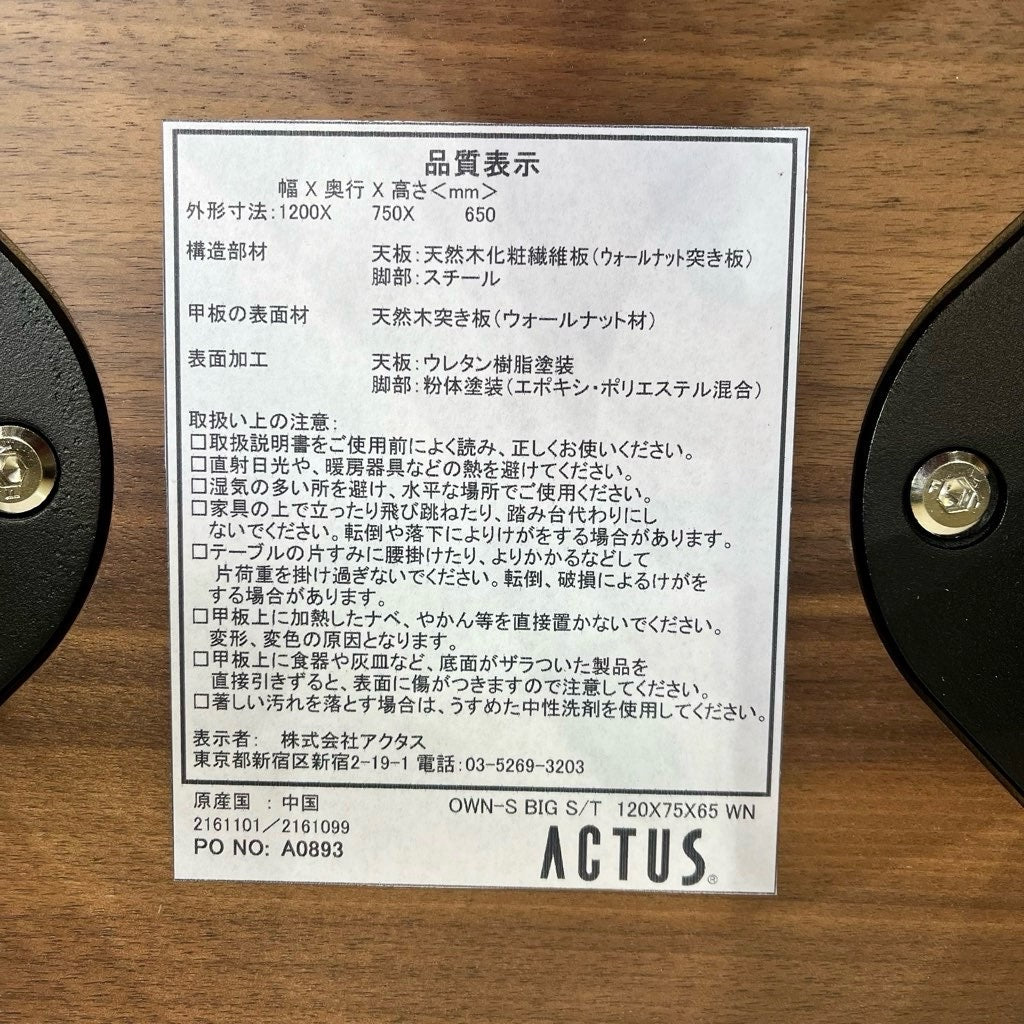 品質表示
幅 X 奥行 X 高さ<mm>
外形寸法:1200X 750X 650
構造部材 天板:天然木化粧繊維板(ウォールナット突き板)
脚部:スチール
甲板の表面材 天然木突き板(ウォールナット材)
表面加工 天板:ウレタン樹脂塗装
脚部:粉体塗装(エポキシ・ポリエステル混合)
取扱い上の注意:
□取扱説明書をご使用前によく読み、正しくお使いください。
□直射日光や、暖房器具などの熱を避けてください。
□湿気の多い所を避け、水平な場所でご使用ください。
□家具の上で立ったり飛び跳ねたり、踏み台代わりにし
ないでください。転倒や落下によりけがをする場合があります。
□テーブルの片すみに腰掛けたり、よりかかるなどして
片荷重を掛け過ぎないでください。転倒、破損によるけがを
する場合があります。
□甲板上に加熱したナベ、やかん等を直接置かないでください。
変形、変色の原因となります。
□甲板上に食器や灰皿など、底面がザラついた製品を
直接引きずると、表面に傷がつきますので注意してください。
□著しい汚れを落とす場合は、うすめた中性洗剤を使用してください。
表示者: 株式会社アクタス
東京都新宿区新宿2-19-1 電話:03-5269-3203
原産国 : 中国
OWN-S BIG S/T 120X75X65 WN
2161101/2161099
PO NO: A0893
ACTUS®